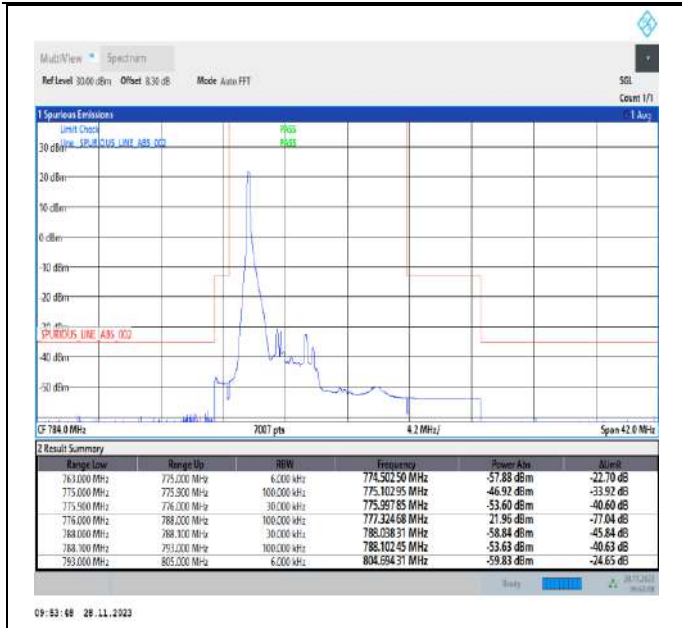 MultiView Spectrum
Ref Level 30.00 dBm Offset 8.30 dB Mode Auto FFT SGL
Count 1/1
1 Spurious Emissions 1 Avg
Limit Check PASS
Line _SPURIOUS_LINE_ABS_002 PASS
30 dBm
20 dBm
10 dBm
0 dBm
-10 dBm
-20 dBm
SPURIOUS_LINE_ABS_002
-40 dBm
-50 dBm
CF 784.0 MHz 7007 pts 4.2 MHz/ Span 42.0 MHz
2 Result Summary
Range Low Range Up RBW Frequency Power Abs ΔLimit
763.000 MHz 775.000 MHz 6.000 kHz 774.50250 MHz -57.88 dBm -22.70 dB
775.000 MHz 775.900 MHz 100.000 kHz 775.10295 MHz -46.92 dBm -33.92 dB
775.900 MHz 776.000 MHz 30.000 kHz 775.99785 MHz -53.60 dBm -40.60 dB
776.000 MHz 788.000 MHz 100.000 kHz 777.32468 MHz 21.96 dBm -77.04 dB
788.000 MHz 788.100 MHz 30.000 kHz 788.03831 MHz -58.84 dBm -45.84 dB
788.100 MHz 793.000 MHz 100.000 kHz 788.10245 MHz -53.63 dBm -40.63 dB
793.000 MHz 805.000 MHz 6.000 kHz 804.69431 MHz -59.83 dBm -24.65 dB
Ready 28.11.2023
09:53:48 28.11.2023